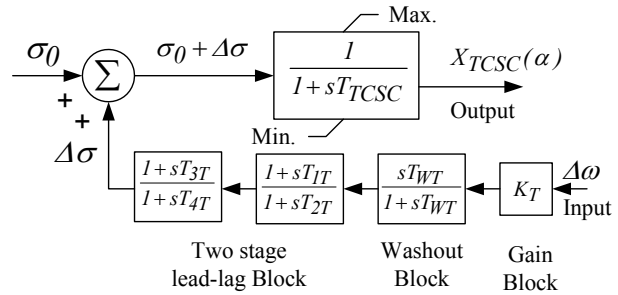 Max.
σ0
σ0 + Δσ
Σ
+
+
1
1 + sTTCSC
XTCSC(α)
Output
Min.
Δσ
1 + sT3T
1 + sT4T
1 + sT1T
1 + sT2T
sTWT
1 + sTWT
KT
Δω
Input
Two stage
lead-lag Block
Washout
Block
Gain
Block